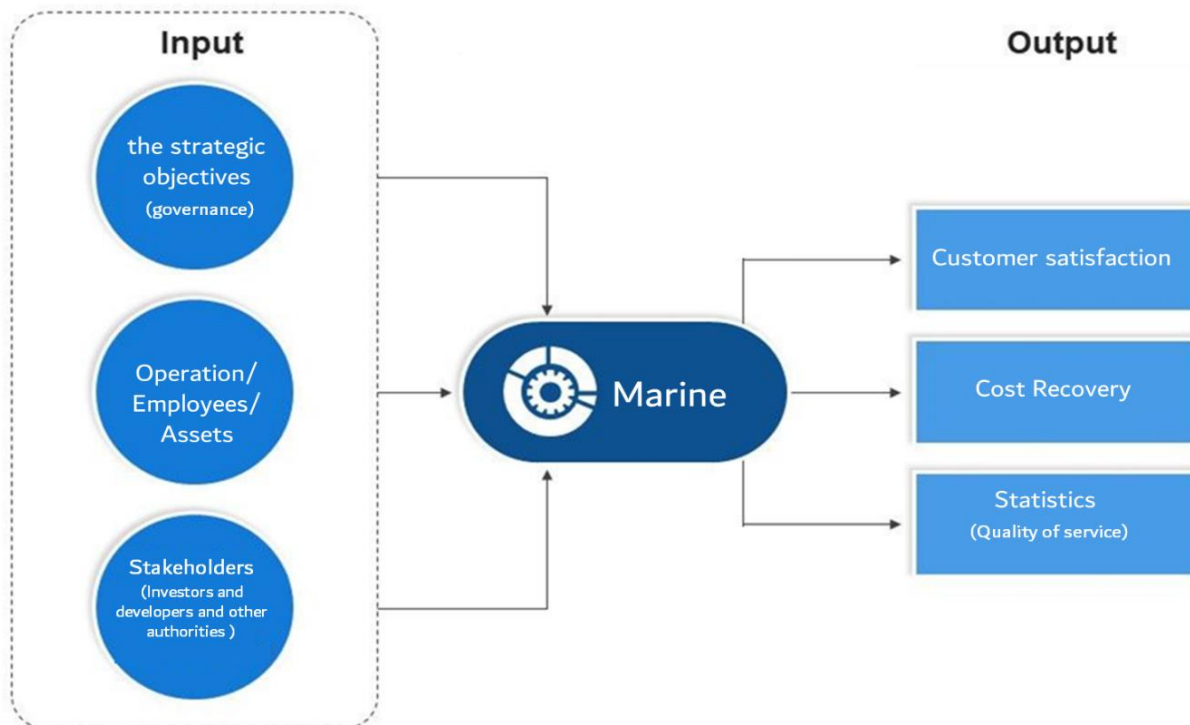 Input
Output
the strategic
objectives
(governance)
Operation/
Employees/
Assets
Stakeholders
(Investors and
developers and other
authorities )
Marine
Customer satisfaction
Cost Recovery
Statistics
(Quality of service)